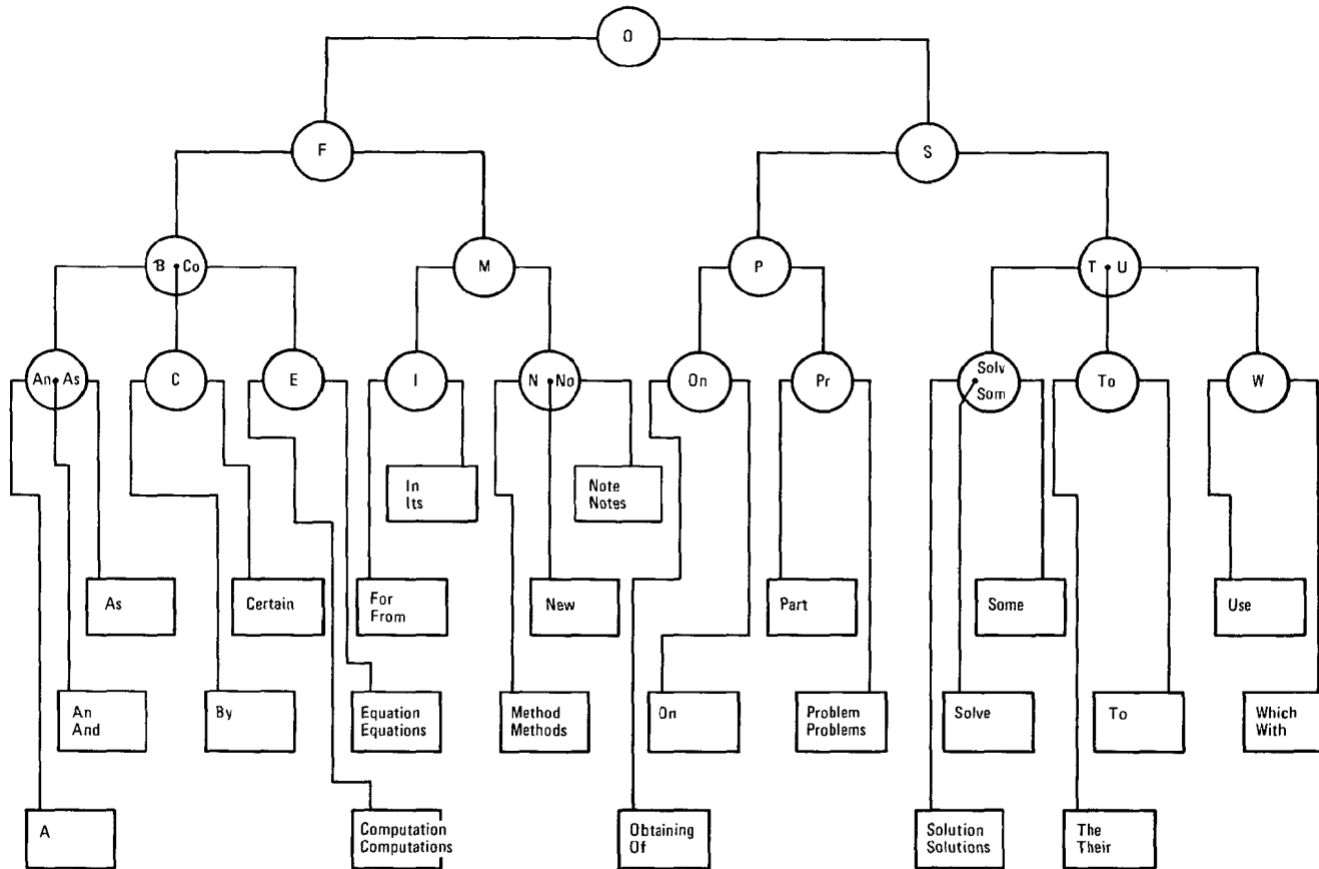 O
F
S
B Co
M
P
T U
An As
C
E
I
N No
On
Pr
Solv
Som
To
W
In
Its
Note
Notes
As
Certain
For
From
New
Part
Some
Use
An
And
By
Equation
Equations
Method
Methods
On
Problem
Problems
Solve
To
Which
With
A
Computation
Computations
Obtaining
Of
Solution
Solutions
The
Their